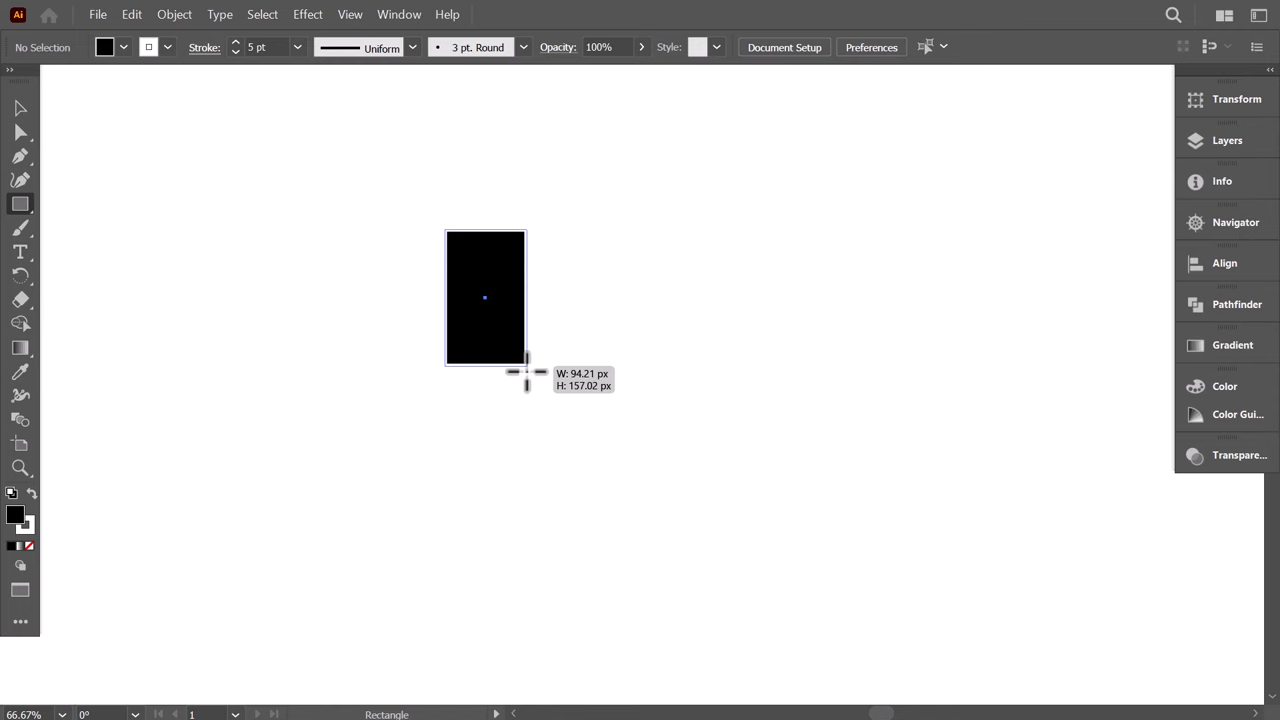 Ai File Edit Object Type Select Effect View Window Help
No Selection Stroke: 5 pt Uniform 3 pt. Round Opacity: 100% Style: Document Setup Preferences
Transform
Layers
Info
Navigator
Align
Pathfinder
Gradient
Color
Color Gui...
Transpare...
W: 94.21 px
H: 157.02 px
66.67% 0° 1 Rectangle